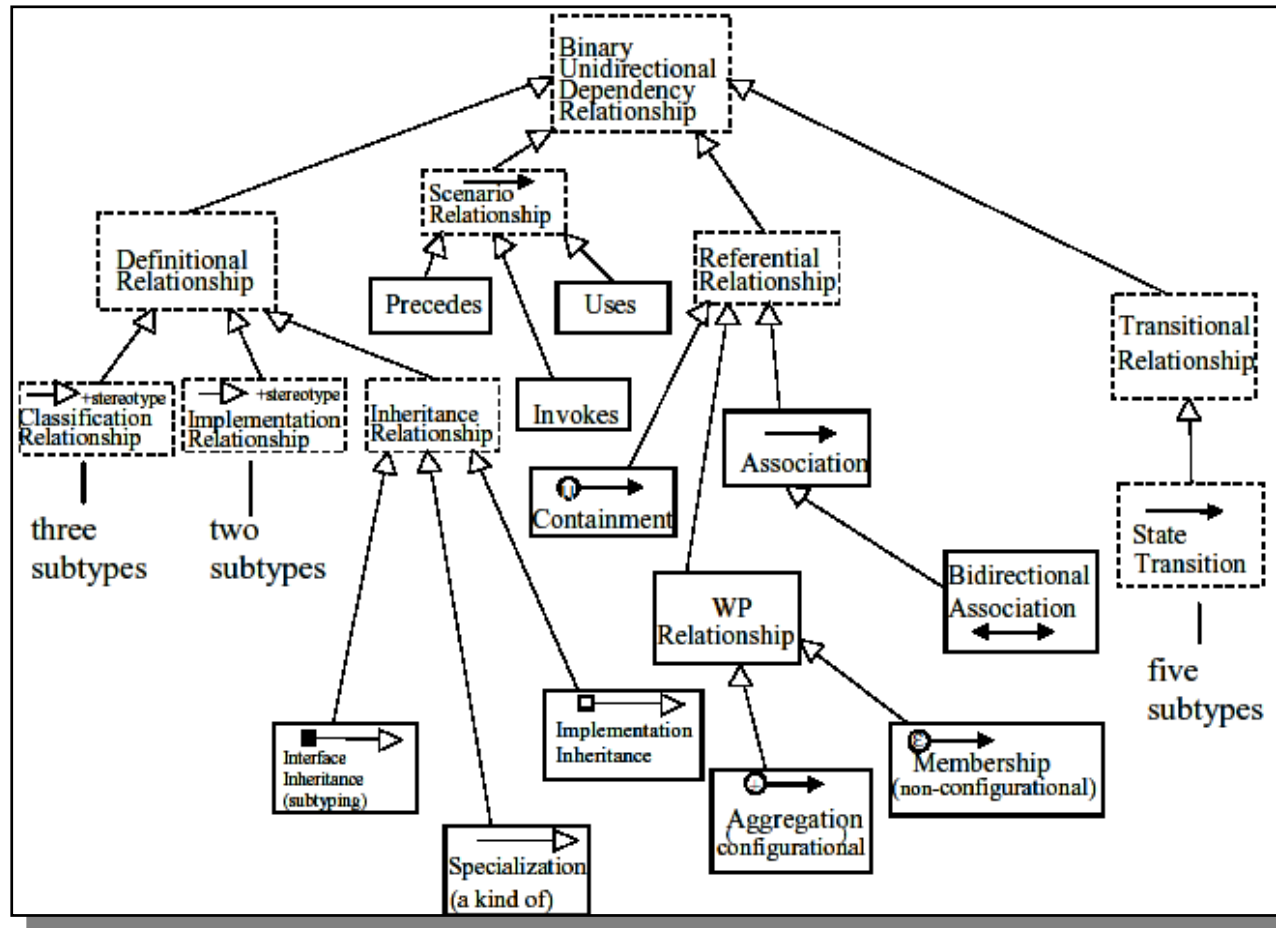 Binary
Unidirectional
Dependency
Relationship
Scenario
Relationship
Definitional
Relationship
Referential
Relationship
Precedes
Uses
Transitional
Relationship
+stereotype
Classification
Relationship
+stereotype
Implementation
Relationship
Inheritance
Relationship
Invokes
Association
Containment
State
Transition
three
subtypes
two
subtypes
Bidirectional
Association
WP
Relationship
five
subtypes
Interface
Inheritance
(subtyping)
Implementation
Inheritance
Membership
(non-configurational)
Aggregation
(configurational)
Specialization
(a kind of)